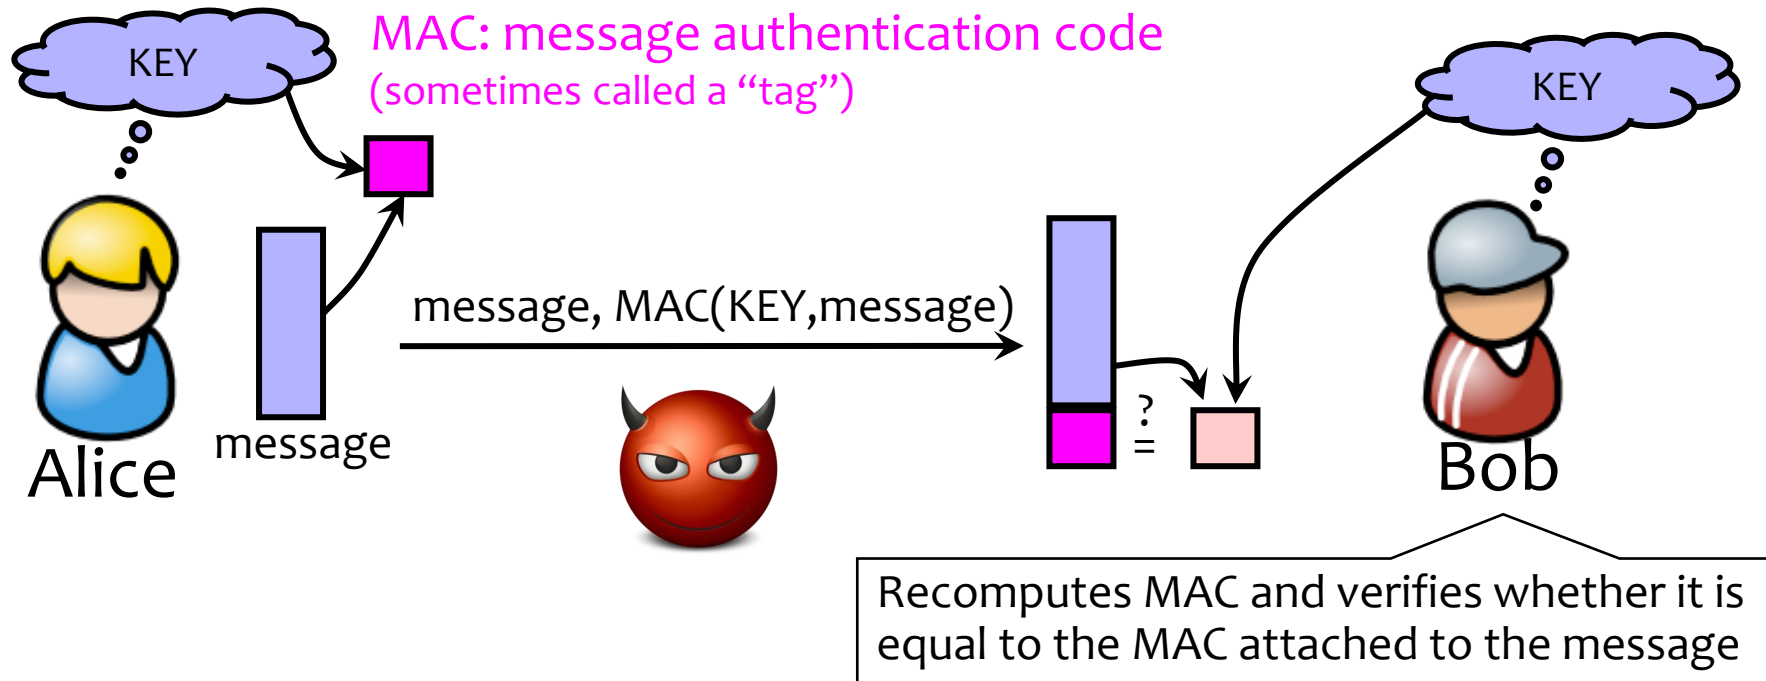 KEY
MAC: message authentication code
(sometimes called a “tag”)
KEY
message, MAC(KEY,message)
message
?
=
Alice
Bob
Recomputes MAC and verifies whether it is
equal to the MAC attached to the message